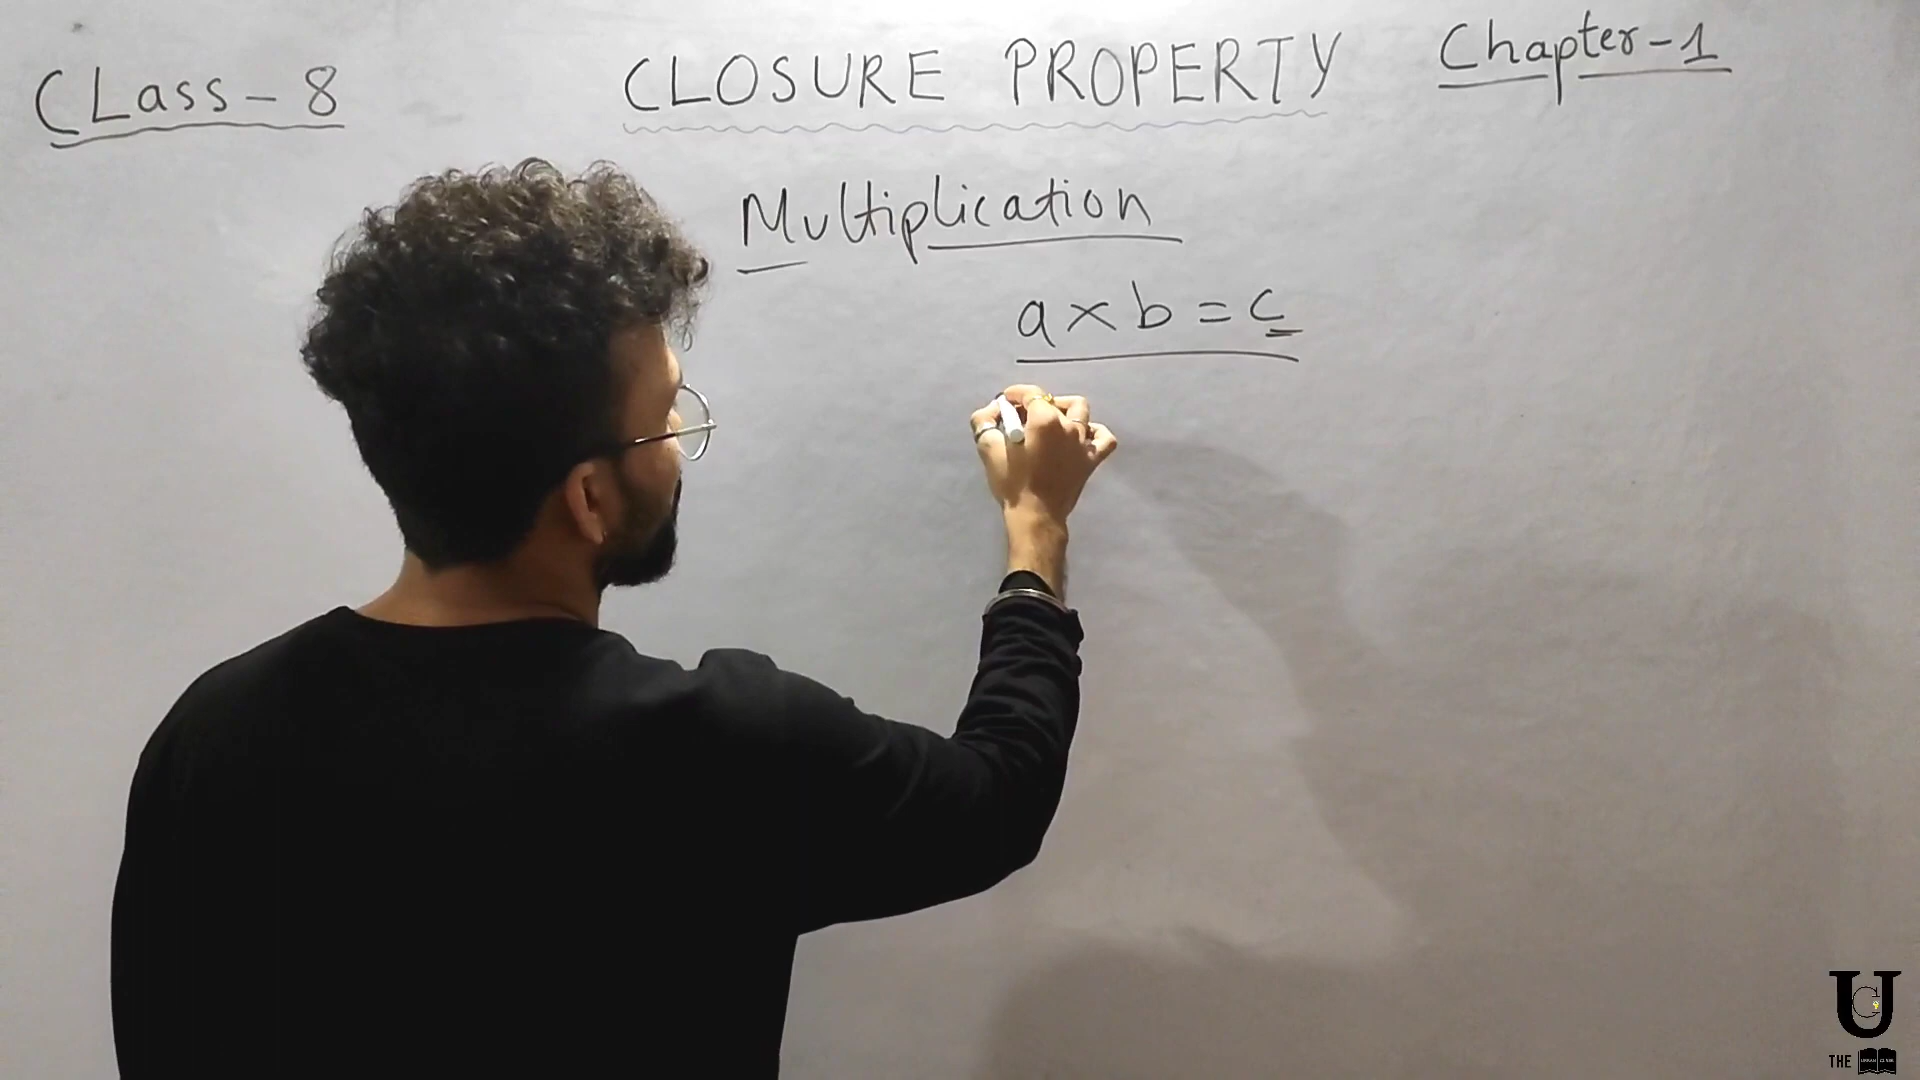 CLass - 8
CLOSURE PROPERTY
Chapter - 1
Multiplication
a × b = c
THE